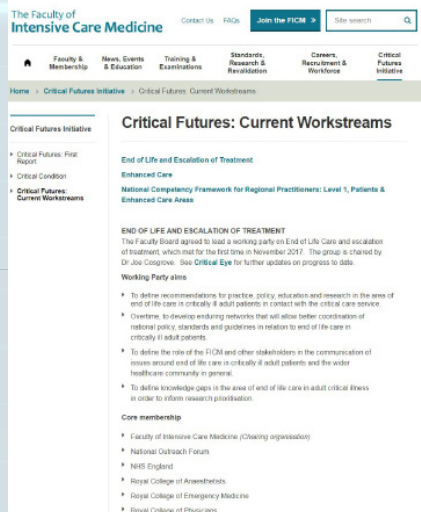 The Faculty of
Intensive Care Medicine
Contact Us FAQs Join the FICM » Site search
Faculty & Membership
News, Events & Education
Training & Examinations
Standards, Research & Revalidation
Careers, Recruitment & Workforce
Critical Futures Initiative
Home › Critical Futures Initiative › Critical Futures: Current Workstreams
Critical Futures Initiative
Critical Futures: First
Report
Critical Condition
Critical Futures:
Current Workstreams
Critical Futures: Current Workstreams
End of Life and Escalation of Treatment
Enhanced Care
National Competency Framework for Regional Practitioners: Level 1, Patients &
Enhanced Care Areas
END OF LIFE AND ESCALATION OF TREATMENT
The Faculty Board agreed to lead a working party on End of Life Care and escalation
of treatment, which met for the first time in November 2017. The group is chaired by
Dr Joe Cosgrove. See Critical Eye for further updates on progress to date.
Working Party aims
To define recommendations for practice, policy, education and research in the area of
end of life care in critically ill adult patients in contact with the critical care service.
Overtime, to develop enduring networks that will allow better coordination of
national policy, standards and guidelines in relation to end of life care in
critically ill adult patients.
To define the role of the FICM and other stakeholders in the communication of
issues around end of life care in critically ill adult patients and the wider
healthcare community in general.
To define knowledge gaps in the area of end of life care in adult critical illness
in order to inform research prioritisation.
Core membership
Faculty of Intensive Care Medicine (Chairing organisation)
National Outreach Forum
NHS England
Royal College of Anaesthetists
Royal College of Emergency Medicine
Royal College of Physicians